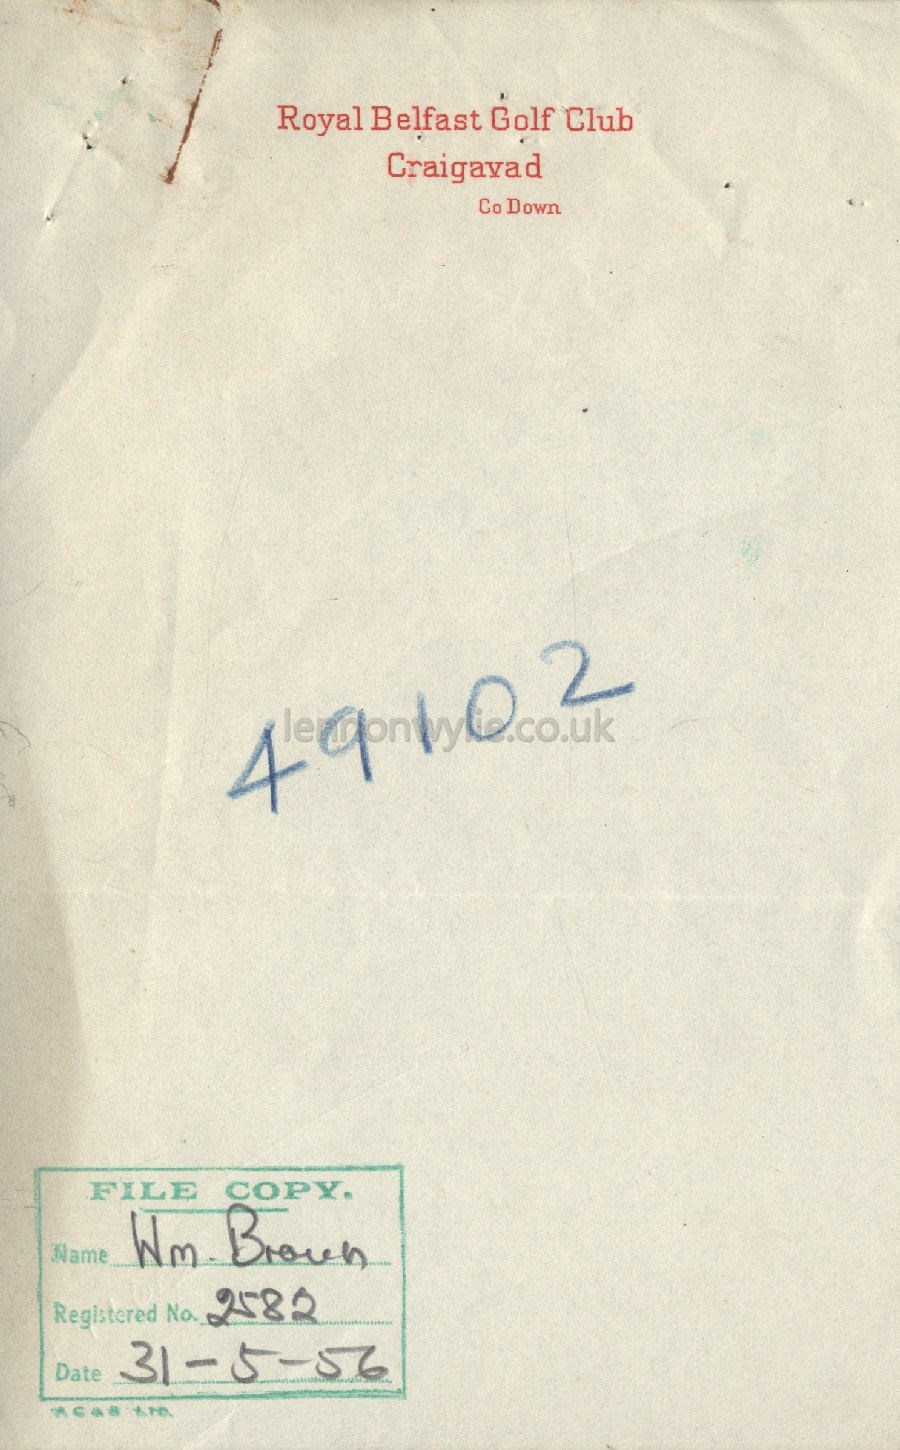 Royal Belfast Golf Club
Craigavad
Co Down
49102
lennonwylie.co.uk
FILE COPY.
Name Wm. Brown
Registered No. 2582
Date 31-5-56